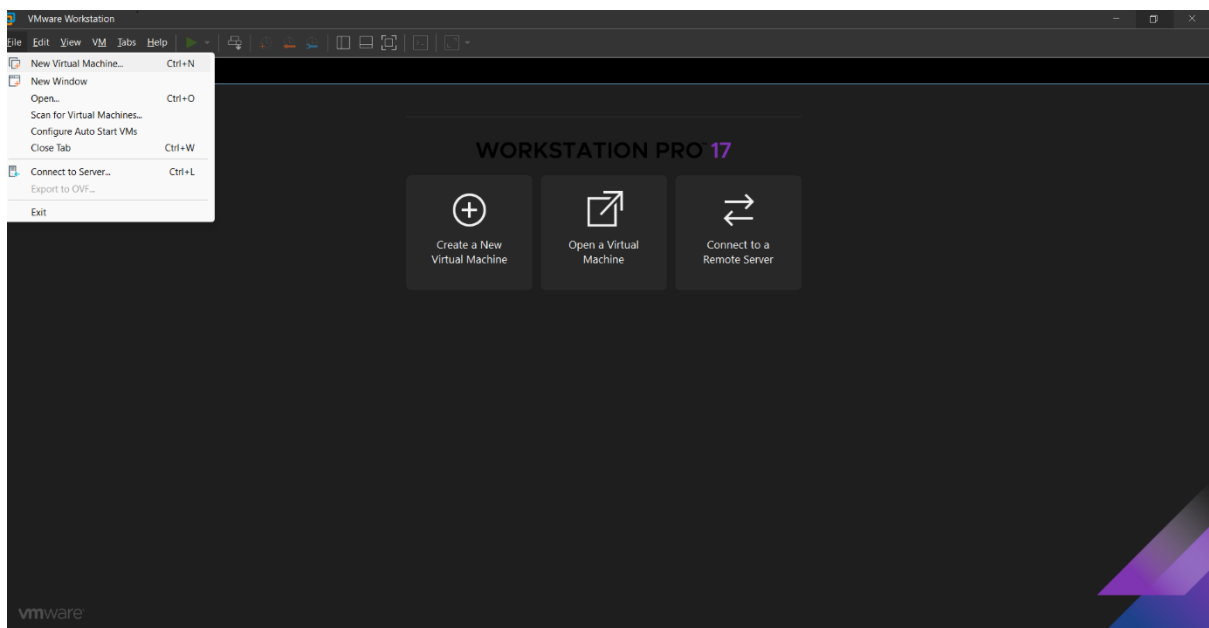 VMware Workstation
File Edit View VM Tabs Help
New Virtual Machine... Ctrl+N
New Window
Open... Ctrl+O
Scan for Virtual Machines...
Configure Auto Start VMs
Close Tab Ctrl+W
Connect to Server... Ctrl+L
Export to OVF...
Exit
WORKSTATION PRO™ 17
Create a New
Virtual Machine
Open a Virtual
Machine
Connect to a
Remote Server
vmware